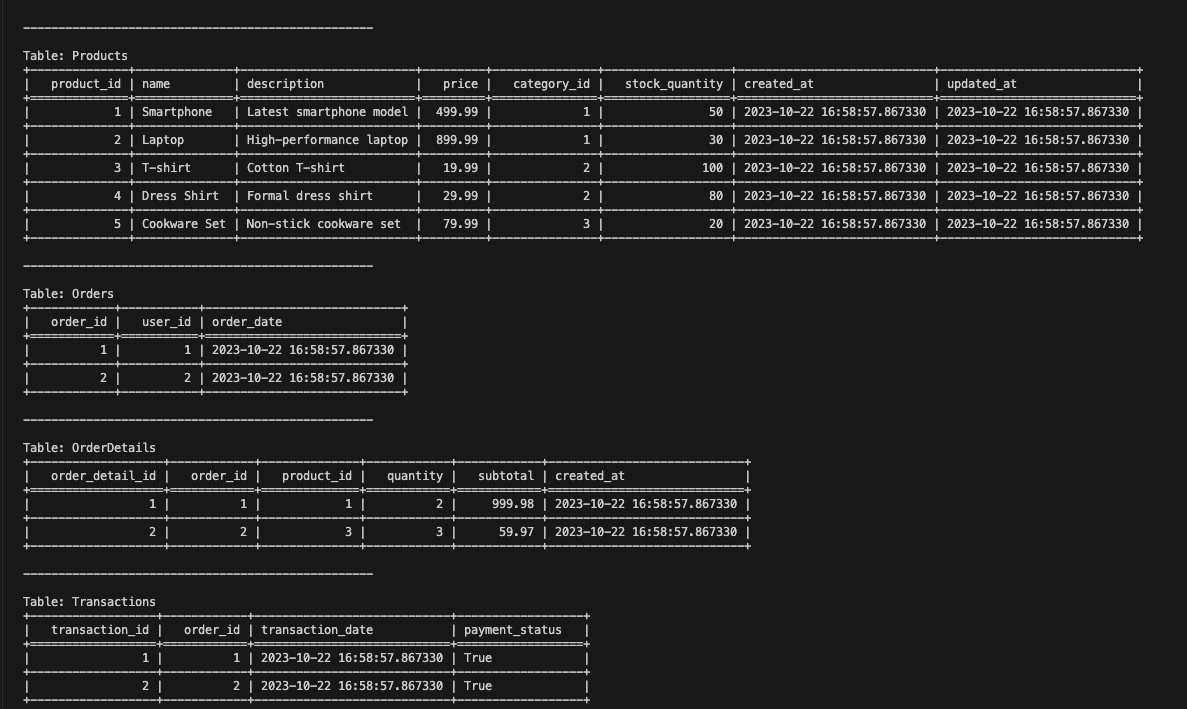 Table: Products
| product_id | name | description | price | category_id | stock_quantity | created_at | updated_at |
| 1 | Smartphone | Latest smartphone model | 499.99 | 1 | 50 | 2023-10-22 16:58:57.867330 | 2023-10-22 16:58:57.867330 |
| 2 | Laptop | High-performance laptop | 899.99 | 1 | 30 | 2023-10-22 16:58:57.867330 | 2023-10-22 16:58:57.867330 |
| 3 | T-shirt | Cotton T-shirt | 19.99 | 2 | 100 | 2023-10-22 16:58:57.867330 | 2023-10-22 16:58:57.867330 |
| 4 | Dress Shirt | Formal dress shirt | 29.99 | 2 | 80 | 2023-10-22 16:58:57.867330 | 2023-10-22 16:58:57.867330 |
| 5 | Cookware Set | Non-stick cookware set | 79.99 | 3 | 20 | 2023-10-22 16:58:57.867330 | 2023-10-22 16:58:57.867330 |
Table: Orders
| order_id | user_id | order_date |
| 1 | 1 | 2023-10-22 16:58:57.867330 |
| 2 | 2 | 2023-10-22 16:58:57.867330 |
Table: OrderDetails
| order_detail_id | order_id | product_id | quantity | subtotal | created_at |
| 1 | 1 | 1 | 2 | 999.98 | 2023-10-22 16:58:57.867330 |
| 2 | 2 | 3 | 3 | 59.97 | 2023-10-22 16:58:57.867330 |
Table: Transactions
| transaction_id | order_id | transaction_date | payment_status |
| 1 | 1 | 2023-10-22 16:58:57.867330 | True |
| 2 | 2 | 2023-10-22 16:58:57.867330 | True |